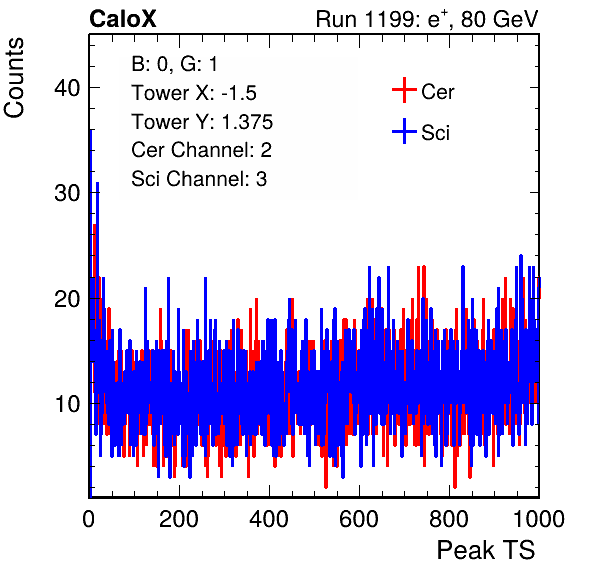 CaloX Run 1199: e⁺, 80 GeV
Counts
B: 0, G: 1
Tower X: -1.5
Tower Y: 1.375
Cer Channel: 2
Sci Channel: 3
Cer
Sci
40
30
20
10
0 200 400 600 800 1000
Peak TS